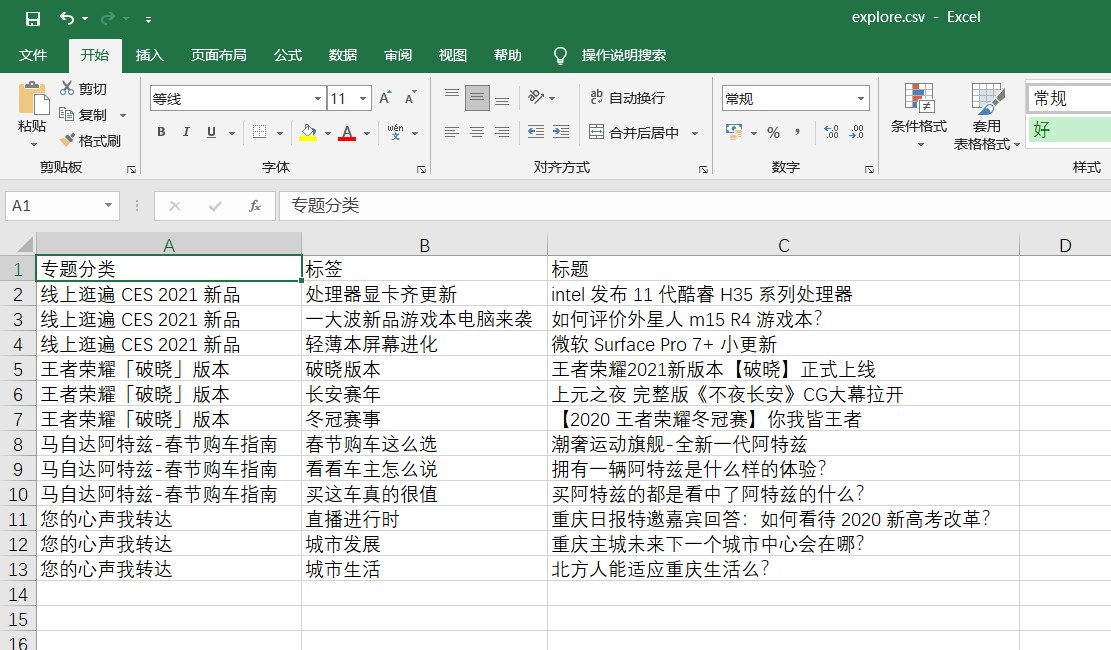 explore.csv - Excel
文件 开始 插入 页面布局 公式 数据 审阅 视图 帮助 操作说明搜索
粘贴 剪切 复制 格式刷
等线 11
B I U A wén 文
A A
ab 自动换行
合并后居中
常规
% ,
条件格式
套用
表格格式
常规
好
剪贴板 字体 对齐方式 数字 样式
A1 fx 专题分类
A B C D
1 专题分类 标签 标题
2 线上逛遍 CES 2021 新品 处理器显卡齐更新 intel 发布 11 代酷睿 H35 系列处理器
3 线上逛遍 CES 2021 新品 一大波新品游戏本电脑来袭 如何评价外星人 m15 R4 游戏本?
4 线上逛遍 CES 2021 新品 轻薄本屏幕进化 微软 Surface Pro 7+ 小更新
5 王者荣耀「破晓」版本 破晓版本 王者荣耀2021新版本【破晓】正式上线
6 王者荣耀「破晓」版本 长安赛年 上元之夜 完整版《不夜长安》CG大幕拉开
7 王者荣耀「破晓」版本 冬冠赛事 【2020 王者荣耀冬冠赛】你我皆王者
8 马自达阿特兹-春节购车指南 春节购车这么选 潮奢运动旗舰-全新一代阿特兹
9 马自达阿特兹-春节购车指南 看看车主怎么说 拥有一辆阿特兹是什么样的体验?
10 马自达阿特兹-春节购车指南 买这车真的很值 买阿特兹的都是看中了阿特兹的什么?
11 您的心声我转达 直播进行时 重庆日报特邀嘉宾回答：如何看待 2020 新高考改革?
12 您的心声我转达 城市发展 重庆主城未来下一个城市中心会在哪?
13 您的心声我转达 城市生活 北方人能适应重庆生活么?
14
15
16